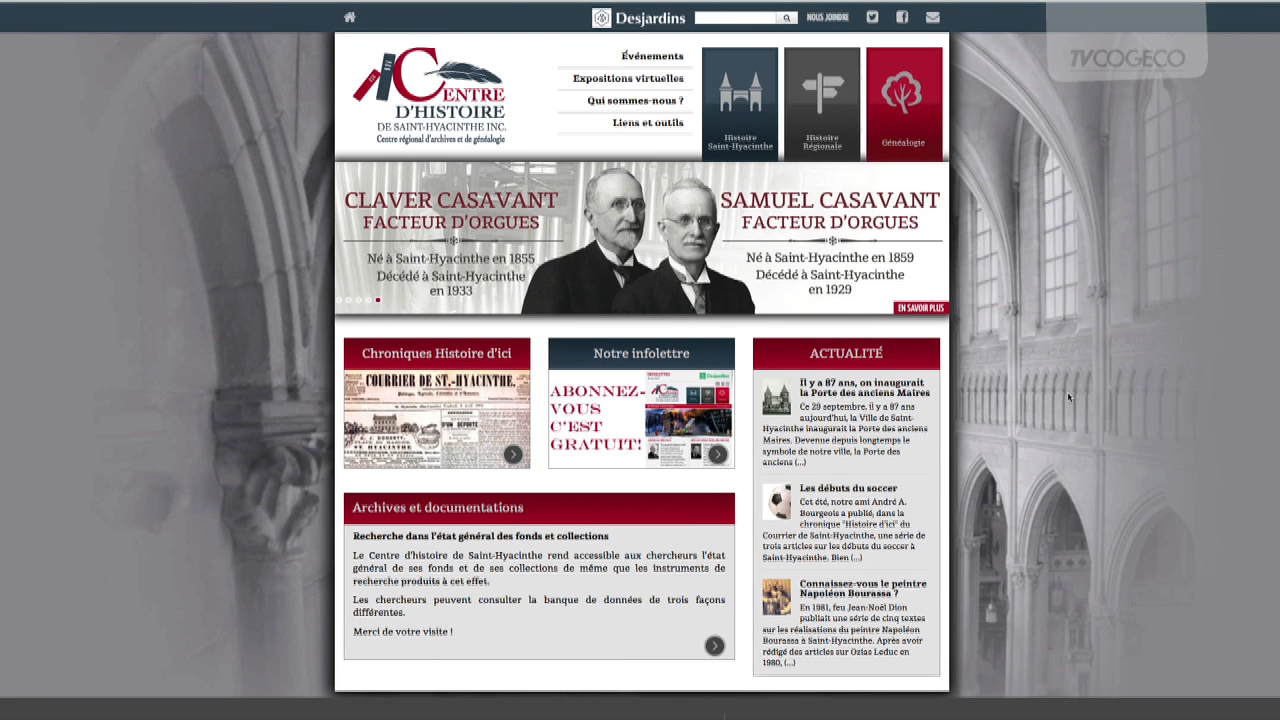 Desjardins
NOUS JOINDRE
TVCOGECO
CENTRE
D'HISTOIRE
DE SAINT-HYACINTHE INC.
Centre régional d'archives et de généalogie
Événements
Expositions virtuelles
Qui sommes-nous ?
Liens et outils
Histoire
Saint-Hyacinthe
Histoire
Régionale
Généalogie
CLAVER CASAVANT
FACTEUR D'ORGUES
Né à Saint-Hyacinthe en 1855
Décédé à Saint-Hyacinthe
en 1933
SAMUEL CASAVANT
FACTEUR D'ORGUES
Né à Saint-Hyacinthe en 1859
Décédé à Saint-Hyacinthe
en 1929
EN SAVOIR PLUS
Chroniques Histoire d'ici
COURRIER DE ST.-HYACINTHE.
ST HYACINTHE
Notre infolettre
ABONNEZ-
VOUS
C'EST
GRATUIT!
Desjardins
Archives et documentations
Recherche dans l'état général des fonds et collections
Le Centre d'histoire de Saint-Hyacinthe rend accessible aux chercheurs l'état
général de ses fonds et de ses collections de même que les instruments de
recherche produits à cet effet.
Les chercheurs peuvent consulter la banque de données de trois façons
différentes.
Merci de votre visite !
ACTUALITÉ
Il y a 87 ans, on inaugurait
la Porte des anciens Maires
Ce 29 septembre, il y a 87 ans
aujourd'hui, la Ville de Saint-
Hyacinthe inaugurait la Porte des anciens
Maires. Devenue depuis longtemps le
symbole de notre ville, la Porte des
anciens (...)
Les débuts du soccer
Cet été, notre ami André A.
Bourgeois a publié, dans la
chronique "Histoire d'ici" du
Courrier de Saint-Hyacinthe, une série de
trois articles sur les débuts du soccer à
Saint-Hyacinthe. Bien (...)
Connaissez-vous le peintre
Napoléon Bourassa ?
En 1981, feu Jean-Noël Dion
publiait une série de cinq textes
sur les réalisations du peintre Napoléon
Bourassa à Saint-Hyacinthe. Après avoir
rédigé des articles sur Ozias Leduc en
1980, (...)